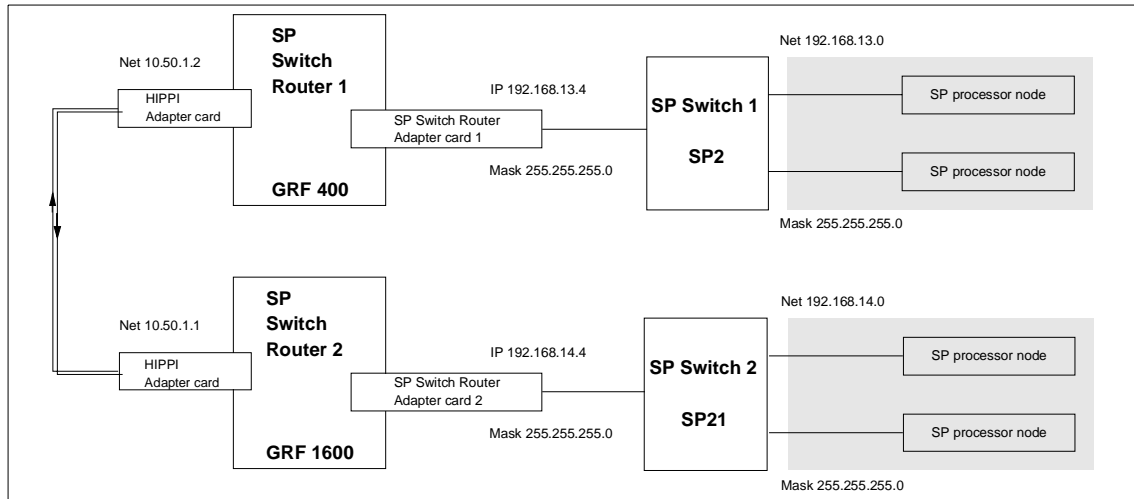 SP
Switch
Router 1
Net 10.50.1.2
HIPPI
Adapter card
GRF 400
IP 192.168.13.4
SP Switch Router
Adapter card 1
Mask 255.255.255.0
SP Switch 1
SP2
Net 192.168.13.0
SP processor node
SP processor node
Mask 255.255.255.0
SP
Switch
Router 2
Net 10.50.1.1
HIPPI
Adapter card
GRF 1600
IP 192.168.14.4
SP Switch Router
Adapter card 2
Mask 255.255.255.0
SP Switch 2
SP21
Net 192.168.14.0
SP processor node
SP processor node
Mask 255.255.255.0